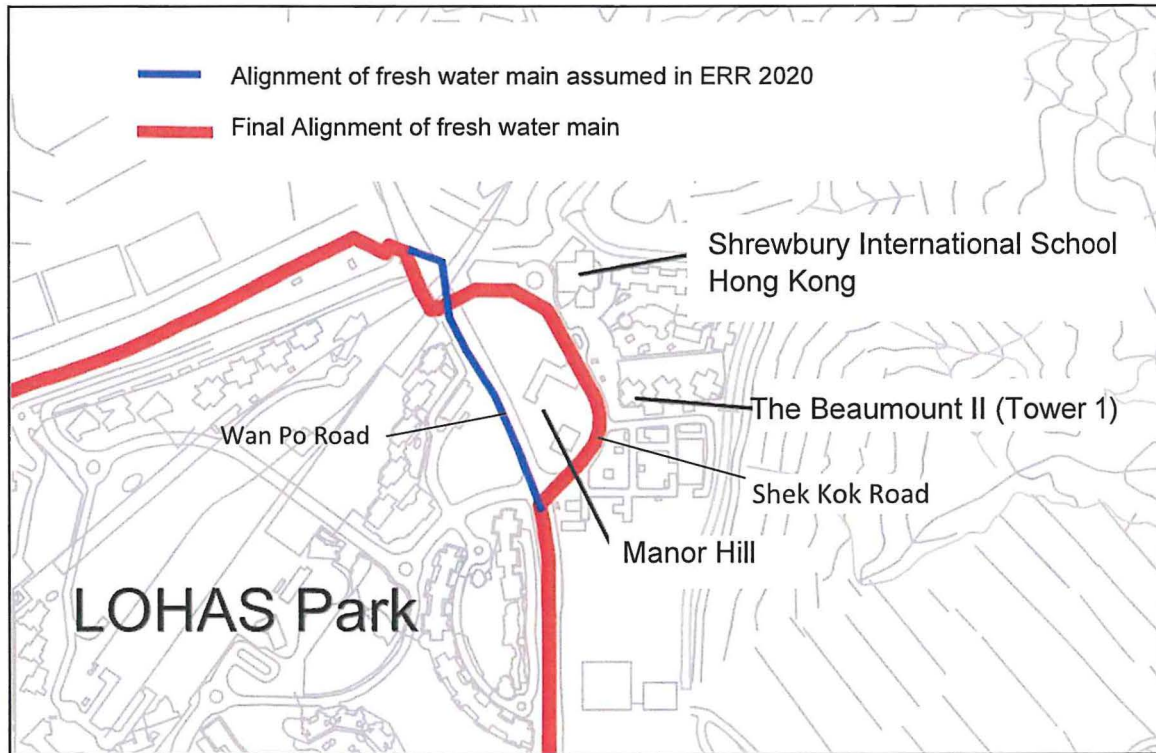 Alignment of fresh water main assumed in ERR 2020
Final Alignment of fresh water main
Shrewbury International School
Hong Kong
The Beaumount II (Tower 1)
Wan Po Road
Shek Kok Road
Manor Hill
LOHAS Park